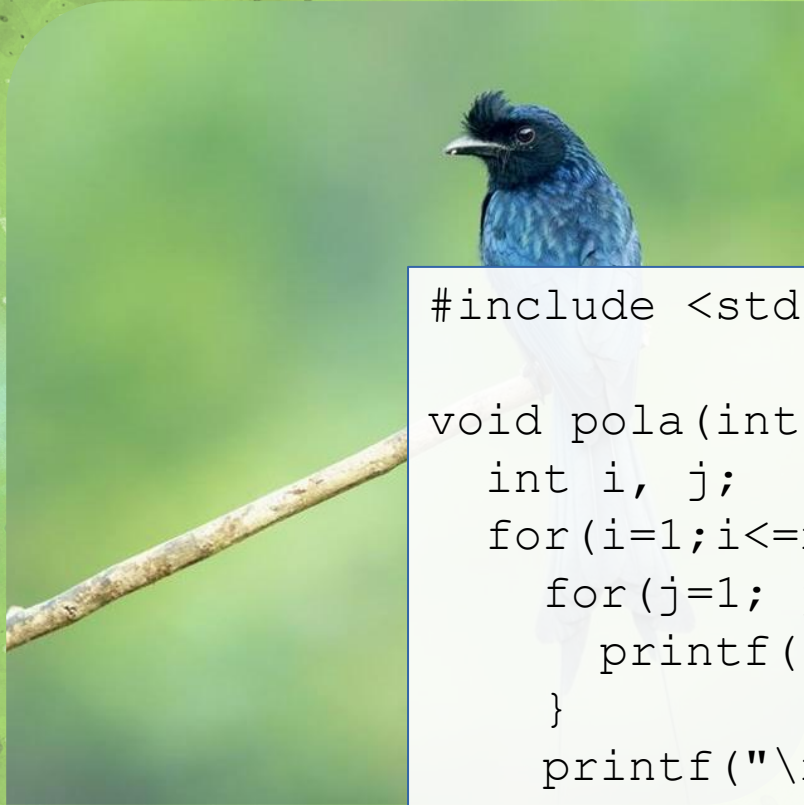 #include <std
void pola(int
int i, j;
for(i=1;i<=
for(j=1;
printf(
}
printf("\